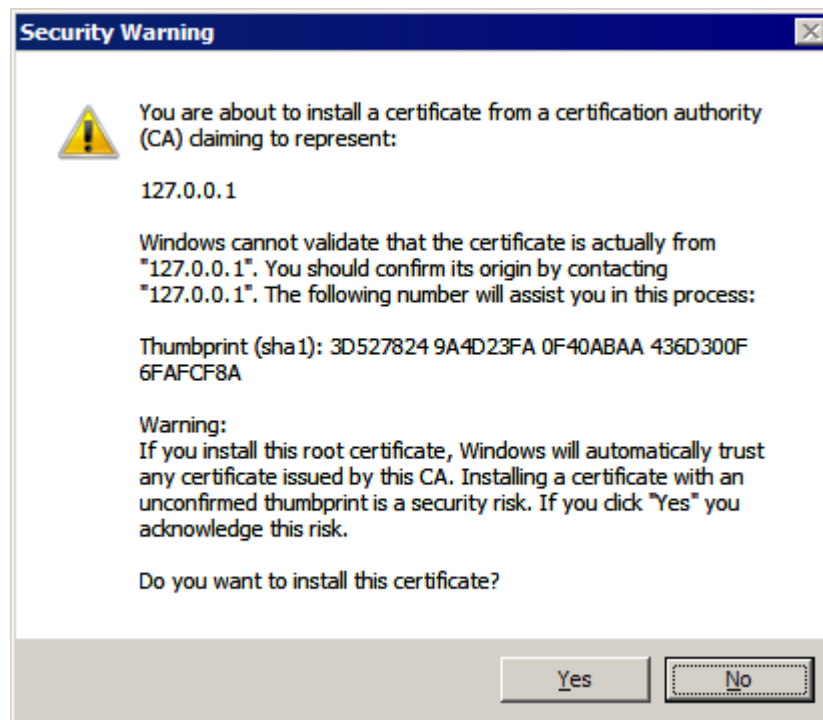 Security Warning
You are about to install a certificate from a certification authority
(CA) claiming to represent:
127.0.0.1
Windows cannot validate that the certificate is actually from
"127.0.0.1". You should confirm its origin by contacting
"127.0.0.1". The following number will assist you in this process:
Thumbprint (sha1): 3D527824 9A4D23FA 0F40ABAA 436D300F
6FAFCF8A
Warning:
If you install this root certificate, Windows will automatically trust
any certificate issued by this CA. Installing a certificate with an
unconfirmed thumbprint is a security risk. If you click "Yes" you
acknowledge this risk.
Do you want to install this certificate?
Yes
No